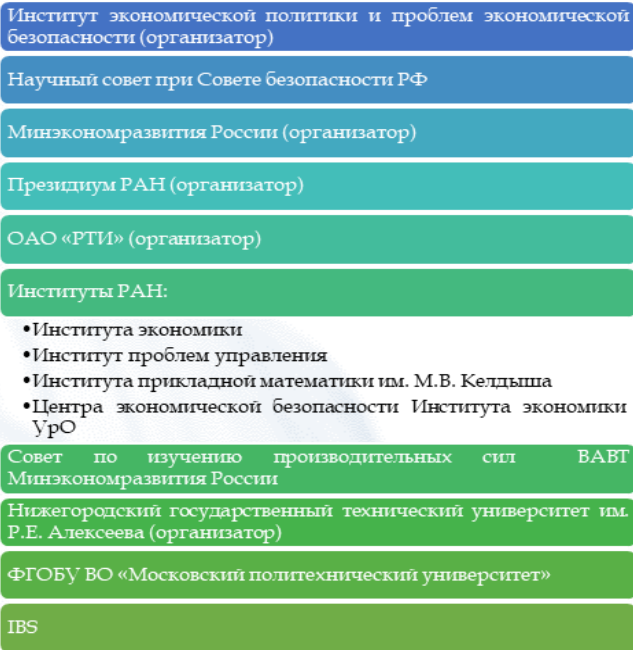 Институт экономической политики и проблем экономической
безопасности (организатор)
Научный совет при Совете безопасности РФ
Минэкономразвития России (организатор)
Президиум РАН (организатор)
ОАО «РТИ» (организатор)
Институты РАН:
•Института экономики
•Институт проблем управления
•Института прикладной математики им. М.В. Келдыша
•Центра экономической безопасности Института экономики
УрО
Совет по изучению производительных сил ВАВТ
Минэкономразвития России
Нижегородский государственный технический университет им.
Р.Е. Алексеева (организатор)
ФГОБУ ВО «Московский политехнический университет»
IBS